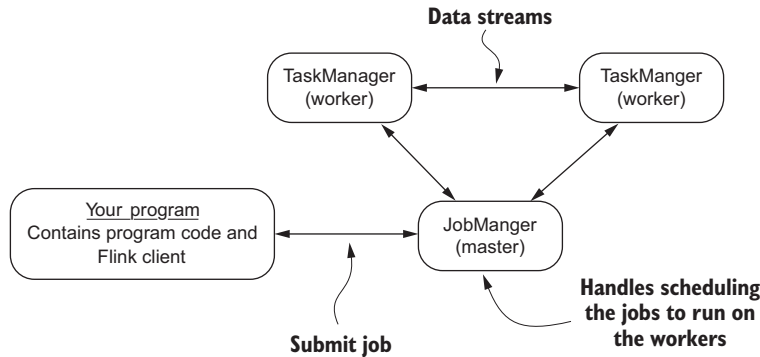 Data streams
TaskManager
(worker)
TaskManger
(worker)
Your program
Contains program code and
Flink client
JobManger
(master)
Submit job
Handles scheduling
the jobs to run on
the workers